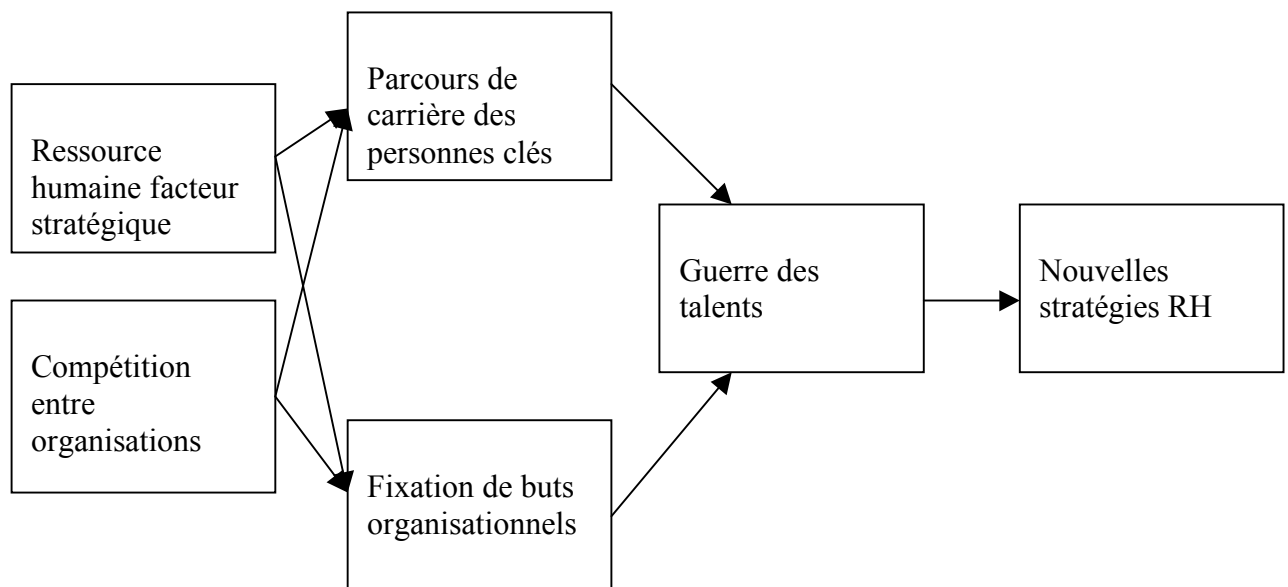 Ressource
humaine facteur
stratégique
Compétition
entre
organisations
Parcours de
carrière des
personnes clés
Fixation de buts
organisationnels
Guerre des
talents
Nouvelles
stratégies RH